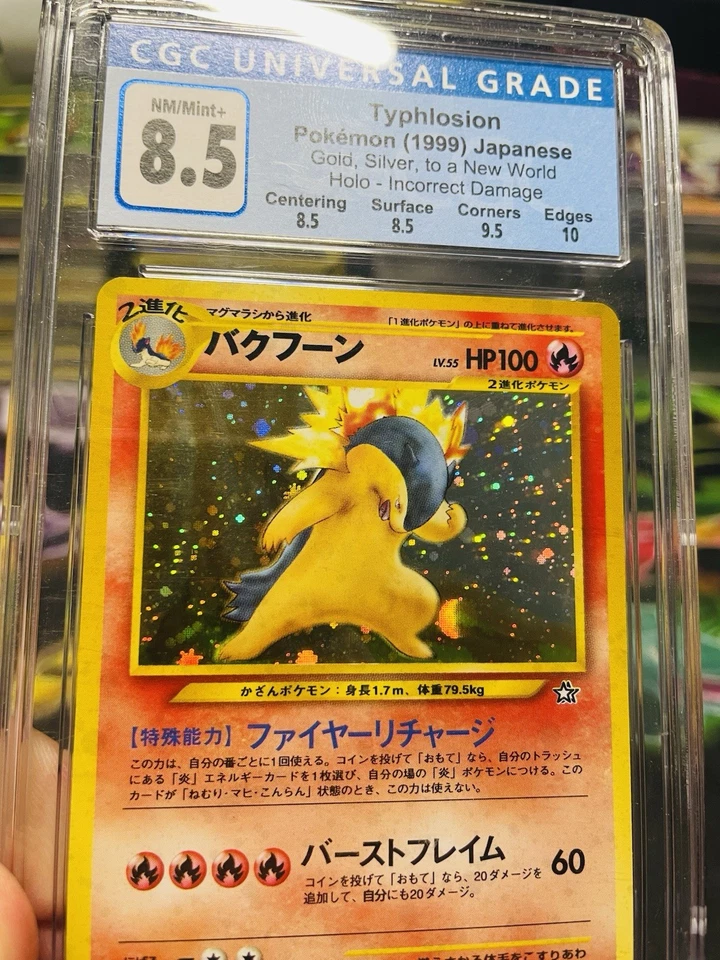 CGC UNIVERSAL GRADE
NM/Mint+
8.5
Typhlosion
Pokémon (1999) Japanese
Gold, Silver, to a New World
Holo - Incorrect Damage
Centering Surface Corners Edges
8.5 8.5 9.5 10
2進化
マグマラシから進化
「1進化ポケモン」の上に重ねて進化させます。
バクフーン
LV.55 HP100
2進化ポケモン
かざんポケモン：身長1.7m、体重79.5kg
【特殊能力】ファイヤーリチャージ
この力は、自分の番ごとに1回使える。コインを投げて「おもて」なら、自分のトラッシュ
にある「炎」エネルギーカードを1枚選び、自分の場の「炎」ポケモンにつける。この
カードが「ねむり・マヒ・こんらん」状態のとき、この力は使えない。
バーストフレイム 60
コインを投げて「おもて」なら、20ダメージを
追加して、自分にも20ダメージ。